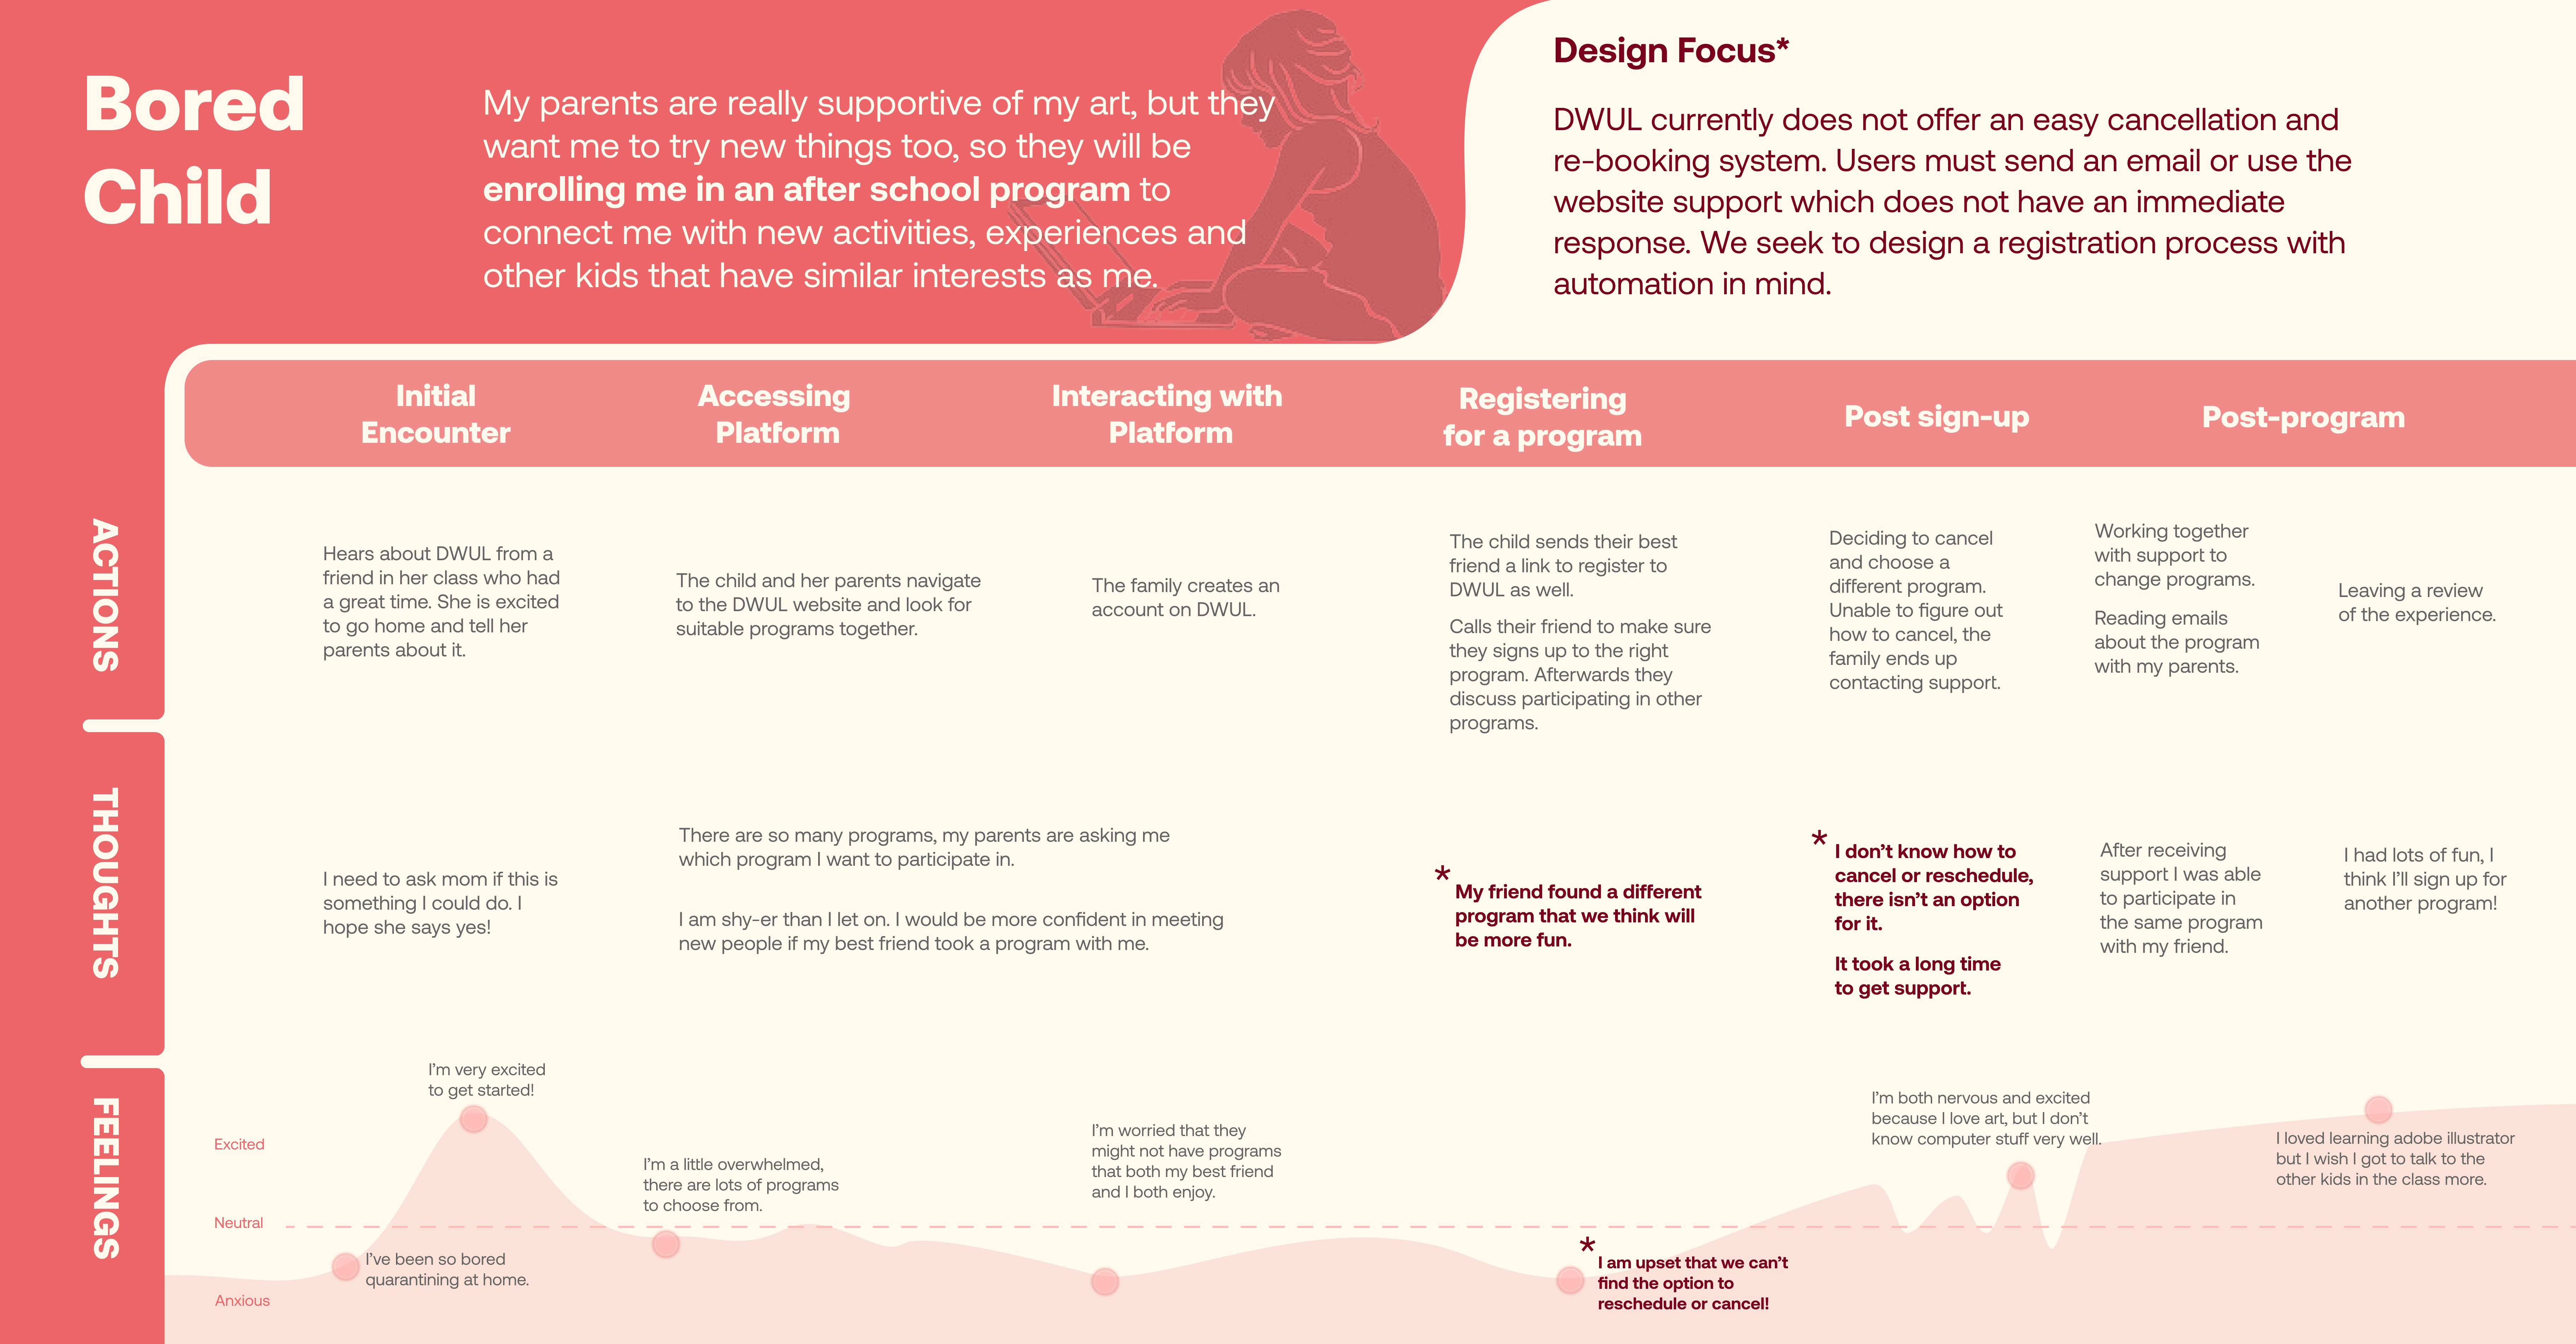 Bored
Child
My parents are really supportive of my art, but they
want me to try new things too, so they will be
enrolling me in an after school program to
connect me with new activities, experiences and
other kids that have similar interests as me.
Design Focus*
DWUL currently does not offer an easy cancellation and
re-booking system. Users must send an email or use the
website support which does not have an immediate
response. We seek to design a registration process with
automation in mind.
Initial
Encounter
Accessing
Platform
Interacting with
Platform
Registering
for a program
Post sign-up
Post-program
ACTIONS
Hears about DWUL from a
friend in her class who had
a great time. She is excited
to go home and tell her
parents about it.
The child and her parents navigate
to the DWUL website and look for
suitable programs together.
The family creates an
account on DWUL.
The child sends their best
friend a link to register to
DWUL as well.
Calls their friend to make sure
they signs up to the right
program. Afterwards they
discuss participating in other
programs.
Deciding to cancel
and choose a
different program.
Unable to figure out
how to cancel, the
family ends up
contacting support.
Working together
with support to
change programs.
Reading emails
about the program
with my parents.
Leaving a review
of the experience.
THOUGHTS
I need to ask mom if this is
something I could do. I
hope she says yes!
There are so many programs, my parents are asking me
which program I want to participate in.
I am shy-er than I let on. I would be more confident in meeting
new people if my best friend took a program with me.
*
My friend found a different
program that we think will
be more fun.
*
I don't know how to
cancel or reschedule,
there isn't an option
for it.
It took a long time
to get support.
After receiving
support I was able
to participate in
the same program
with my friend.
I had lots of fun, I
think I'll sign up for
another program!
FEELINGS
Excited
Neutral
Anxious
I've been so bored
quarantining at home.
I'm very excited
to get started!
I'm a little overwhelmed,
there are lots of programs
to choose from.
I'm worried that they
might not have programs
that both my best friend
and I both enjoy.
*
I am upset that we can't
find the option to
reschedule or cancel!
I'm both nervous and excited
because I love art, but I don't
know computer stuff very well.
I loved learning adobe illustrator
but I wish I got to talk to the
other kids in the class more.